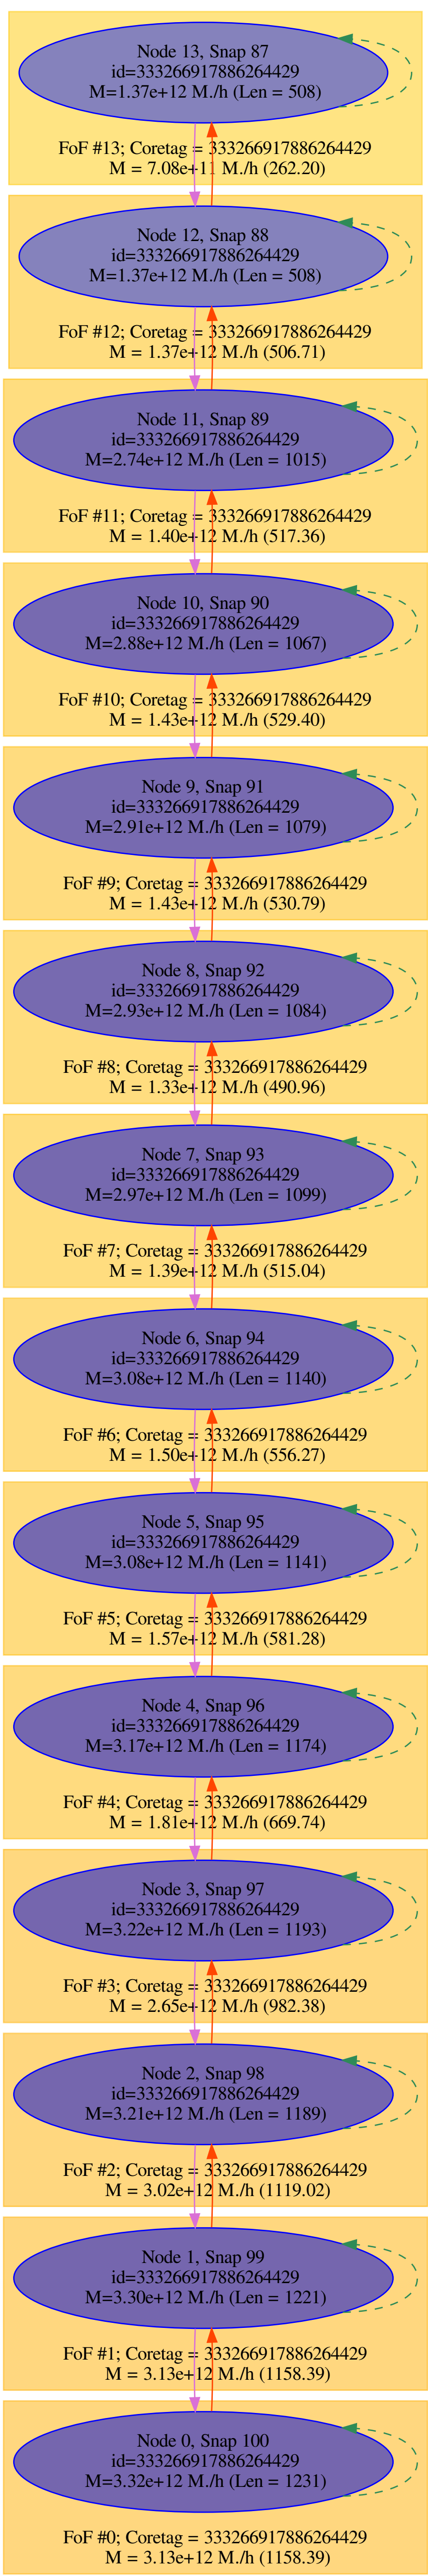 Node 13, Snap 87
id=333266917886264429
M=1.37e+12 M./h (Len = 508)
FoF #13; Coretag = 333266917886264429
M = 7.08e+11 M./h (262.20)
Node 12, Snap 88
id=333266917886264429
M=1.37e+12 M./h (Len = 508)
FoF #12; Coretag = 333266917886264429
M = 1.37e+12 M./h (506.71)
Node 11, Snap 89
id=333266917886264429
M=2.74e+12 M./h (Len = 1015)
FoF #11; Coretag = 333266917886264429
M = 1.40e+12 M./h (517.36)
Node 10, Snap 90
id=333266917886264429
M=2.88e+12 M./h (Len = 1067)
FoF #10; Coretag = 333266917886264429
M = 1.43e+12 M./h (529.40)
Node 9, Snap 91
id=333266917886264429
M=2.91e+12 M./h (Len = 1079)
FoF #9; Coretag = 333266917886264429
M = 1.43e+12 M./h (530.79)
Node 8, Snap 92
id=333266917886264429
M=2.93e+12 M./h (Len = 1084)
FoF #8; Coretag = 333266917886264429
M = 1.33e+12 M./h (490.96)
Node 7, Snap 93
id=333266917886264429
M=2.97e+12 M./h (Len = 1099)
FoF #7; Coretag = 333266917886264429
M = 1.39e+12 M./h (515.04)
Node 6, Snap 94
id=333266917886264429
M=3.08e+12 M./h (Len = 1140)
FoF #6; Coretag = 333266917886264429
M = 1.50e+12 M./h (556.27)
Node 5, Snap 95
id=333266917886264429
M=3.08e+12 M./h (Len = 1141)
FoF #5; Coretag = 333266917886264429
M = 1.57e+12 M./h (581.28)
Node 4, Snap 96
id=333266917886264429
M=3.17e+12 M./h (Len = 1174)
FoF #4; Coretag = 333266917886264429
M = 1.81e+12 M./h (669.74)
Node 3, Snap 97
id=333266917886264429
M=3.22e+12 M./h (Len = 1193)
FoF #3; Coretag = 333266917886264429
M = 2.65e+12 M./h (982.38)
Node 2, Snap 98
id=333266917886264429
M=3.21e+12 M./h (Len = 1189)
FoF #2; Coretag = 333266917886264429
M = 3.02e+12 M./h (1119.02)
Node 1, Snap 99
id=333266917886264429
M=3.30e+12 M./h (Len = 1221)
FoF #1; Coretag = 333266917886264429
M = 3.13e+12 M./h (1158.39)
Node 0, Snap 100
id=333266917886264429
M=3.32e+12 M./h (Len = 1231)
FoF #0; Coretag = 333266917886264429
M = 3.13e+12 M./h (1158.39)